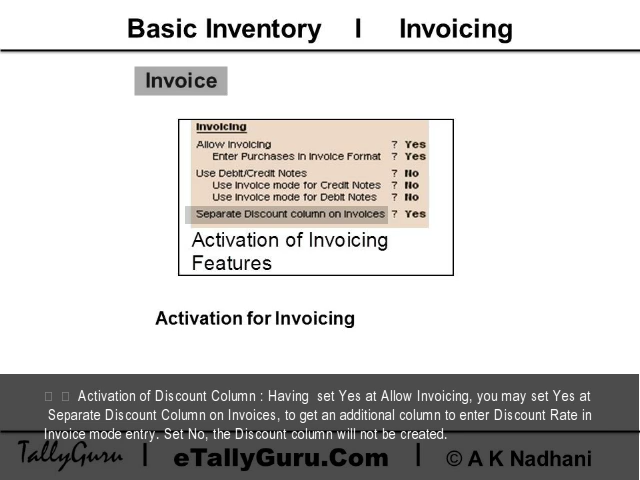 Basic Inventory I Invoicing
Invoice
Invoicing
Allow Invoicing ? Yes
Enter Purchases in Invoice Format ? Yes
Use Debit/Credit Notes ? No
Use Invoice mode for Credit Notes ? No
Use Invoice mode for Debit Notes ? No
Separate Discount column on Invoices ? Yes
Activation of Invoicing
Features
Activation for Invoicing
Activation of Discount Column : Having set Yes at Allow Invoicing, you may set Yes at
Separate Discount Column on Invoices, to get an additional column to enter Discount Rate in
Invoice mode entry. Set No, the Discount column will not be created.
TallyGuru | eTallyGuru.Com | © A K Nadhani